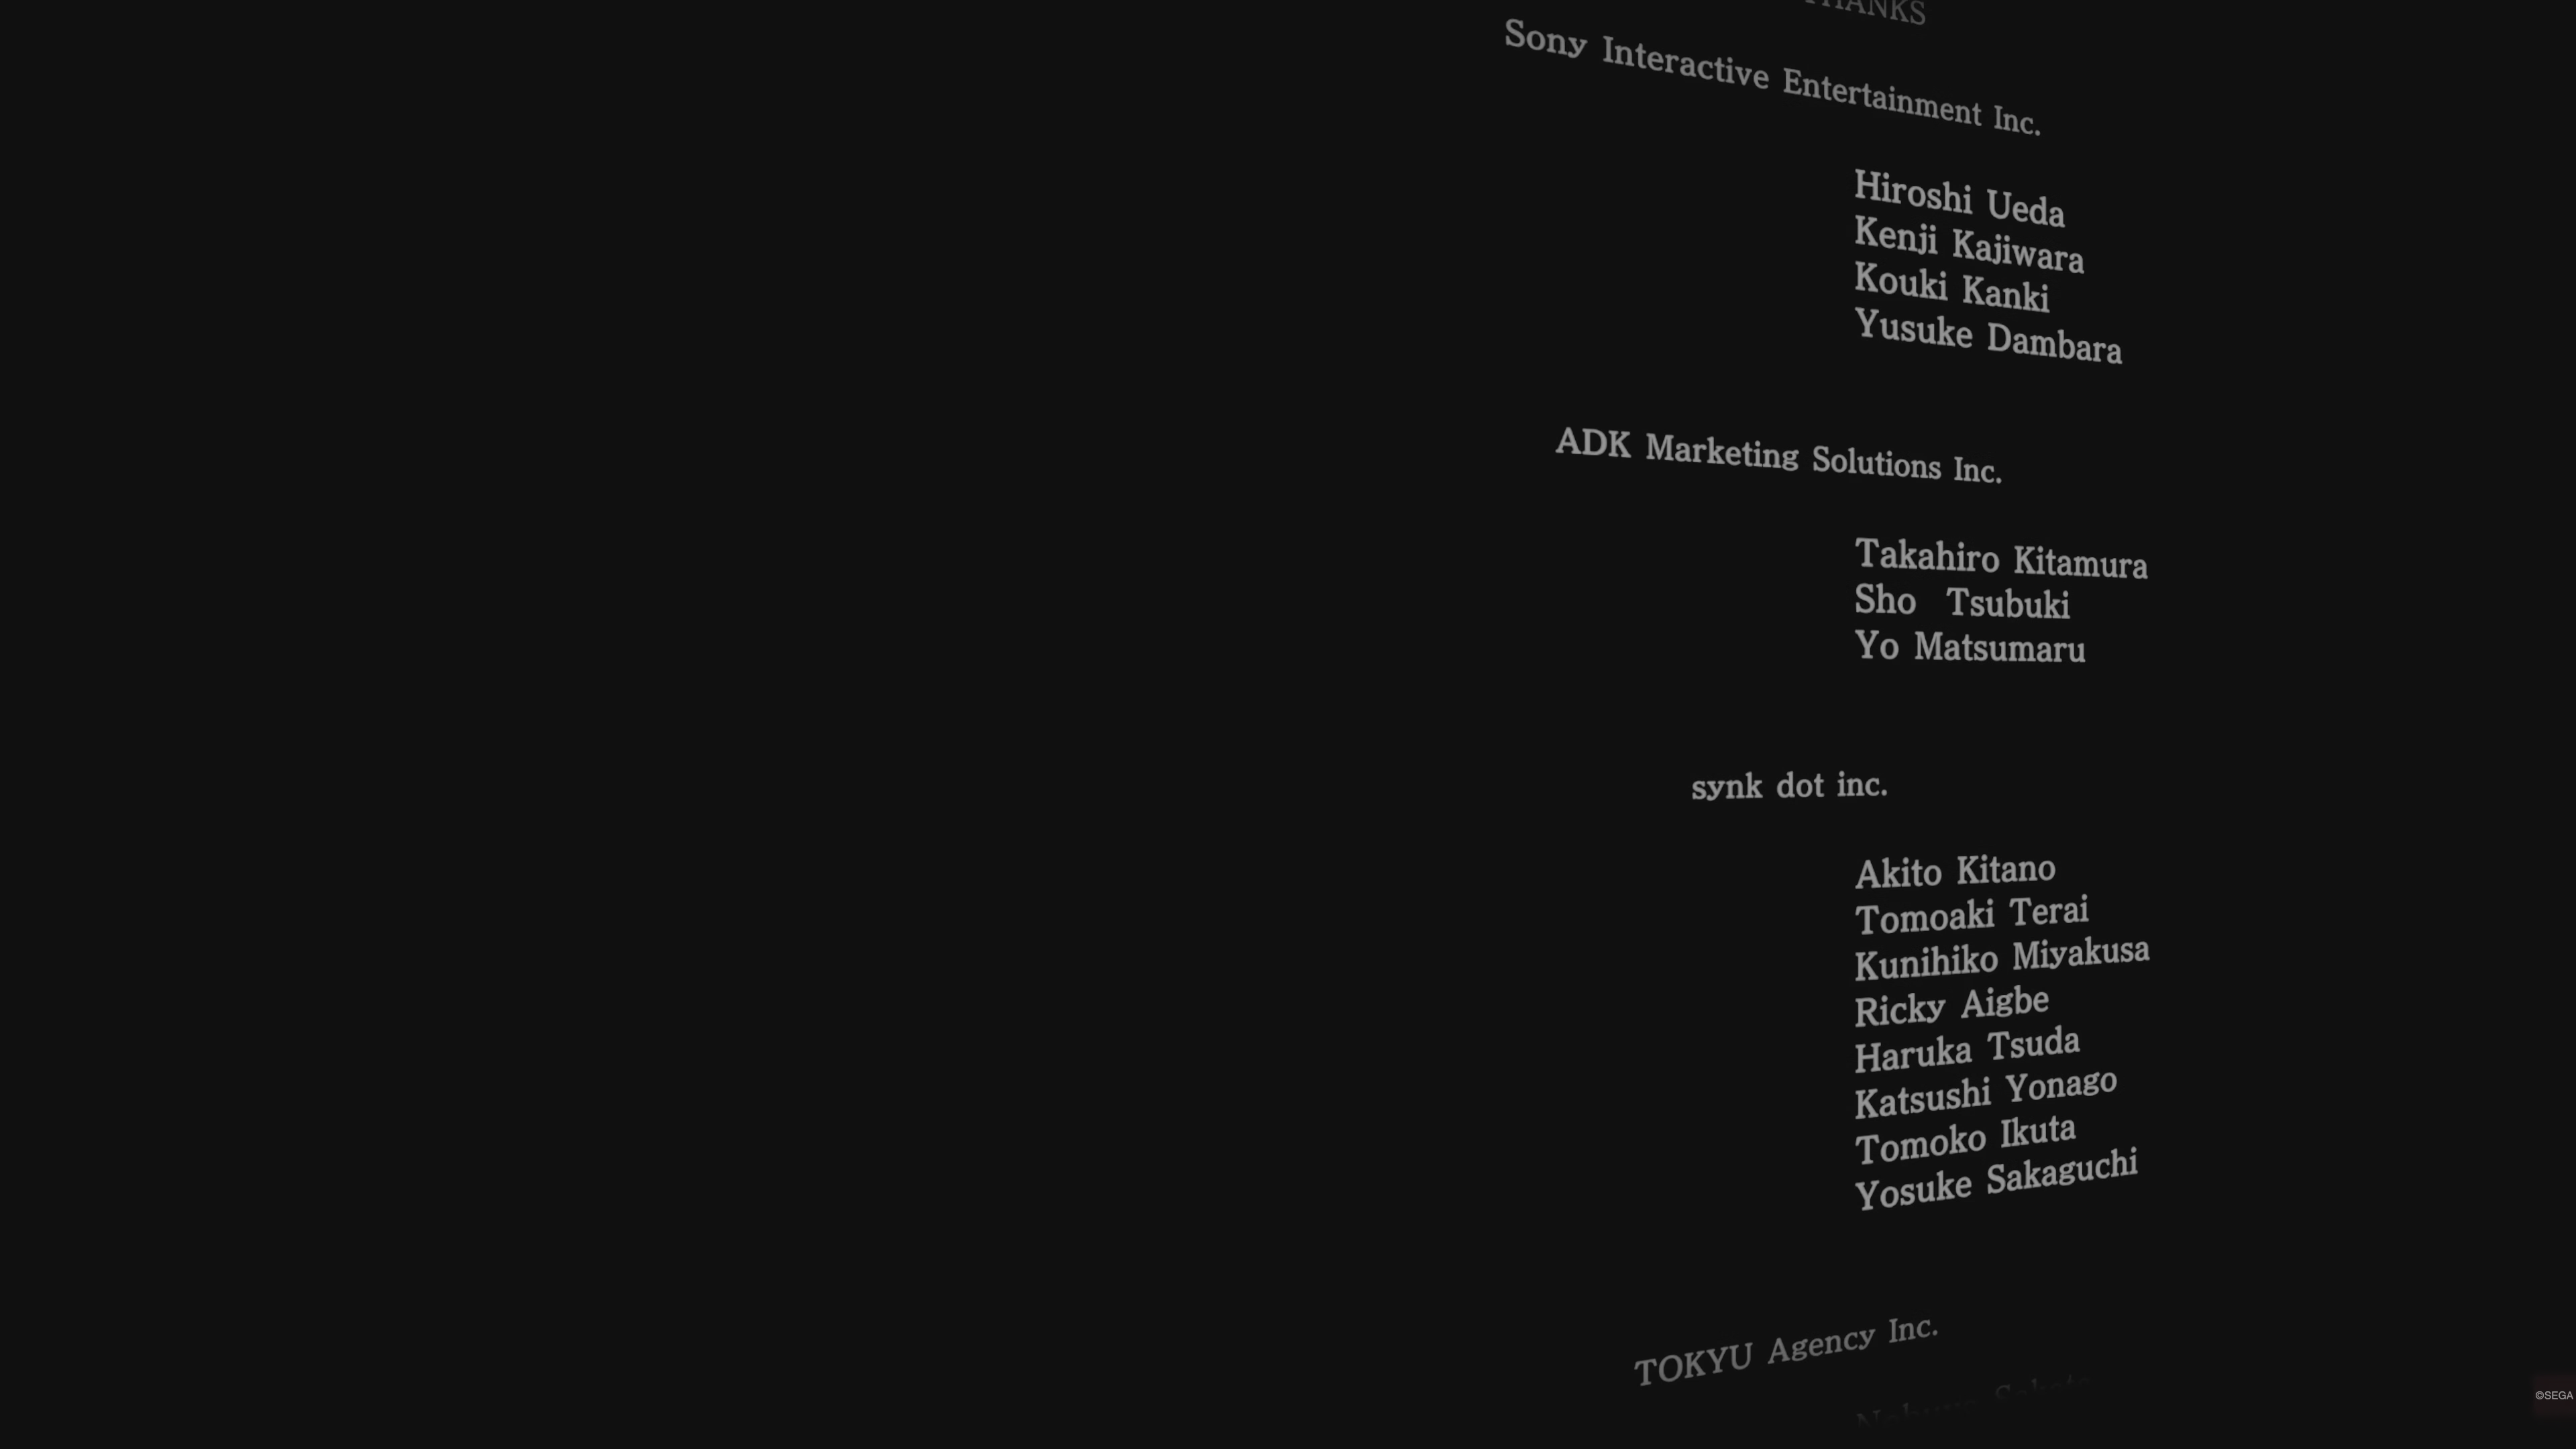 THANKS
Sony Interactive Entertainment Inc.
Hiroshi Ueda
Kenji Kajiwara
Kouki Kanki
Yusuke Dambara
ADK Marketing Solutions Inc.
Takahiro Kitamura
Sho Tsubuki
Yo Matsumaru
synk dot inc.
Akito Kitano
Tomoaki Terai
Kunihiko Miyakusa
Ricky Aigbe
Haruka Tsuda
Katsushi Yonago
Tomoko Ikuta
Yosuke Sakaguchi
TOKYU Agency Inc.
©SEGA